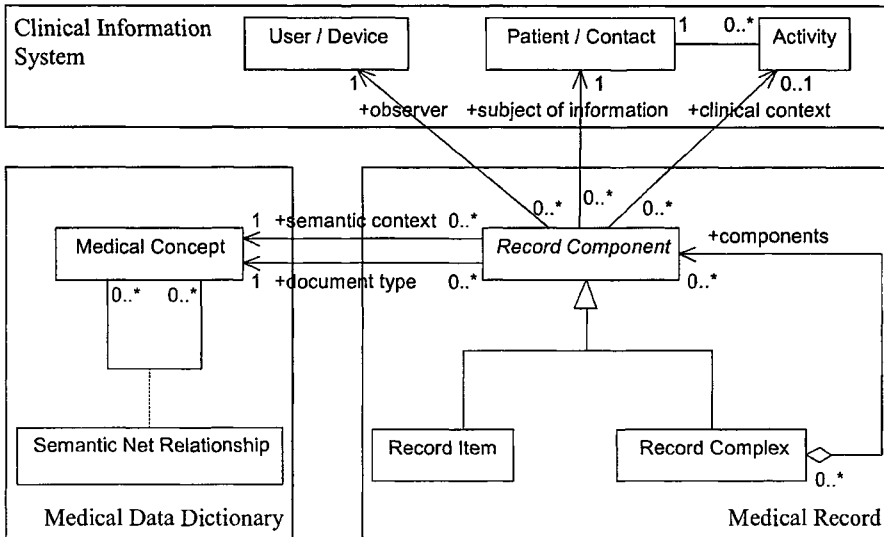 Clinical Information
System
User / Device
Patient / Contact
1
0..*
Activity
1
1
0..1
+observer
+subject of information
+clinical context
0..*
0..*
0..*
1
+semantic context
0..*
Medical Concept
Record Component
+components
1
+document type
0..*
0..*
0..*
0..*
Semantic Net Relationship
Record Item
Record Complex
0..*
Medical Data Dictionary
Medical Record